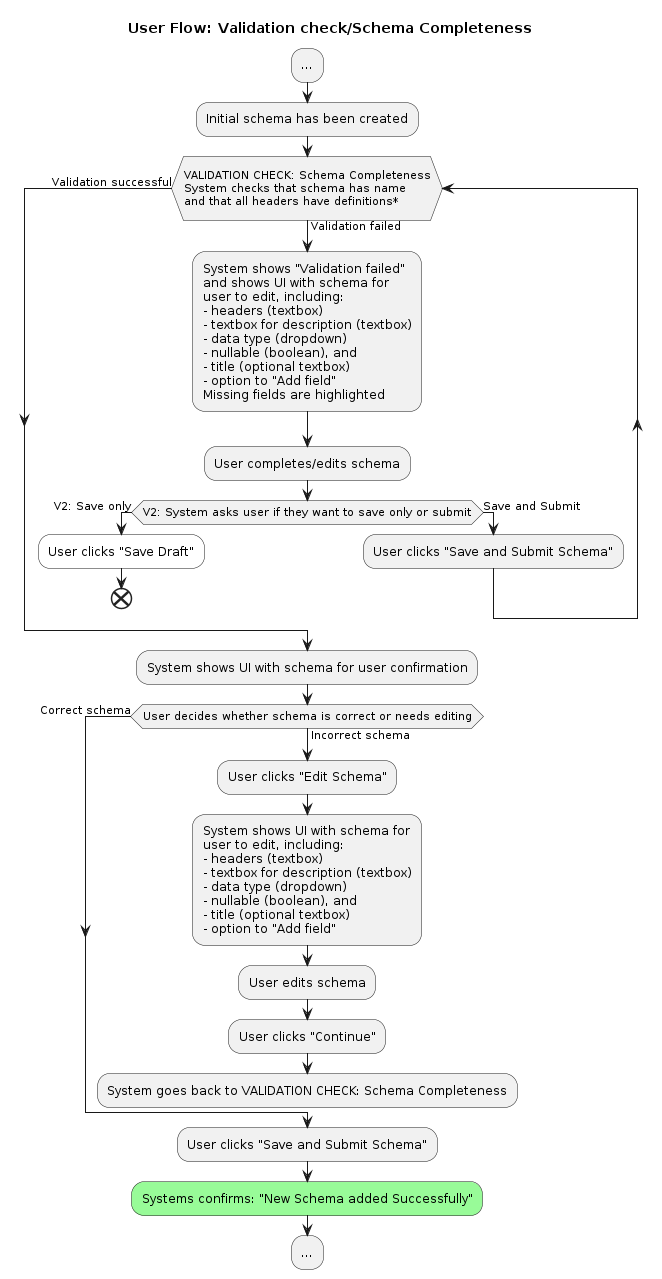 User Flow: Validation check/Schema Completeness
...
Initial schema has been created
Validation successful
VALIDATION CHECK: Schema Completeness
System checks that schema has name
and that all headers have definitions*
Validation failed
System shows "Validation failed"
and shows UI with schema for
user to edit, including:
- headers (textbox)
- textbox for description (textbox)
- data type (dropdown)
- nullable (boolean), and
- title (optional textbox)
- option to "Add field"
Missing fields are highlighted
User completes/edits schema
V2: Save only
V2: System asks user if they want to save only or submit
Save and Submit
User clicks "Save Draft"
User clicks "Save and Submit Schema"
System shows UI with schema for user confirmation
Correct schema
User decides whether schema is correct or needs editing
Incorrect schema
User clicks "Edit Schema"
System shows UI with schema for
user to edit, including:
- headers (textbox)
- textbox for description (textbox)
- data type (dropdown)
- nullable (boolean), and
- title (optional textbox)
- option to "Add field"
User edits schema
User clicks "Continue"
System goes back to VALIDATION CHECK: Schema Completeness
User clicks "Save and Submit Schema"
Systems confirms: "New Schema added Successfully"
...